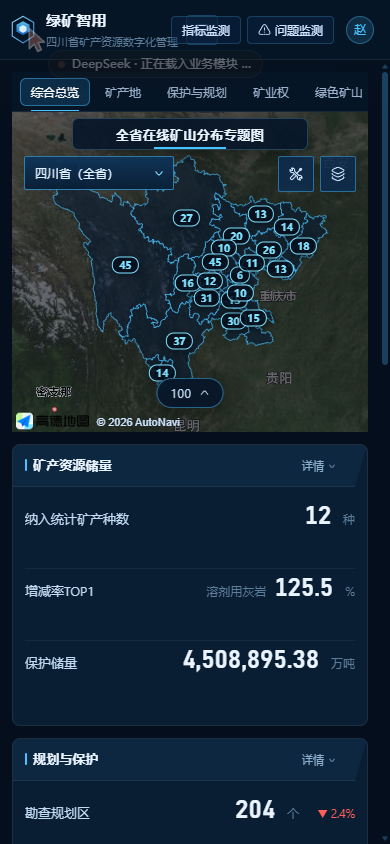 绿矿智用
四川省矿产资源数字化管理
指标监测
问题监测
赵
DeepSeek · 正在载入业务模块 ...
综合总览
矿产地
保护与规划
矿业权
绿色矿山
全省在线矿山分布专题图
四川省（全省）
27
13
14
20
18
10
26
45
45
11
13
6
16
12
10
31
重庆市
30
15
37
14
贵阳
密支那
100
高德地图
© 2026 AutoNavi
昆明
矿产资源储量
详情
纳入统计矿产种数
12 种
增减率TOP1
溶剂用灰岩 125.5 %
保护储量
4,508,895.38 万吨
规划与保护
详情
勘查规划区
204 个 ▼ 2.4%